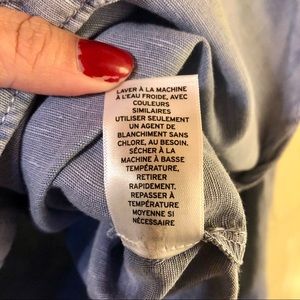 LAVER À LA MACHINE
À L'EAU FROIDE, AVEC
COULEURS
SIMILAIRES
UTILISER SEULEMENT
UN AGENT DE
BLANCHIMENT SANS
CHLORE, AU BESOIN.
SÉCHER À LA
MACHINE À BASSE
TEMPÉRATURE,
RETIRER
RAPIDEMENT.
REPASSER À
TEMPÉRATURE
MOYENNE SI
NÉCESSAIRE